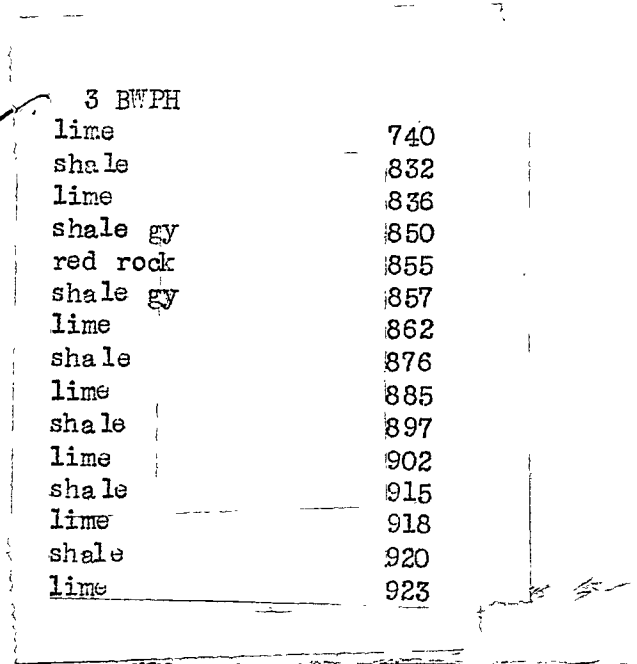 3 BWPH
lime 740
shale 832
lime 836
shale gy 850
red rock 855
shale gy 857
lime 862
shale 876
lime 885
shale 897
lime 902
shale 915
lime 918
shale 920
lime 923